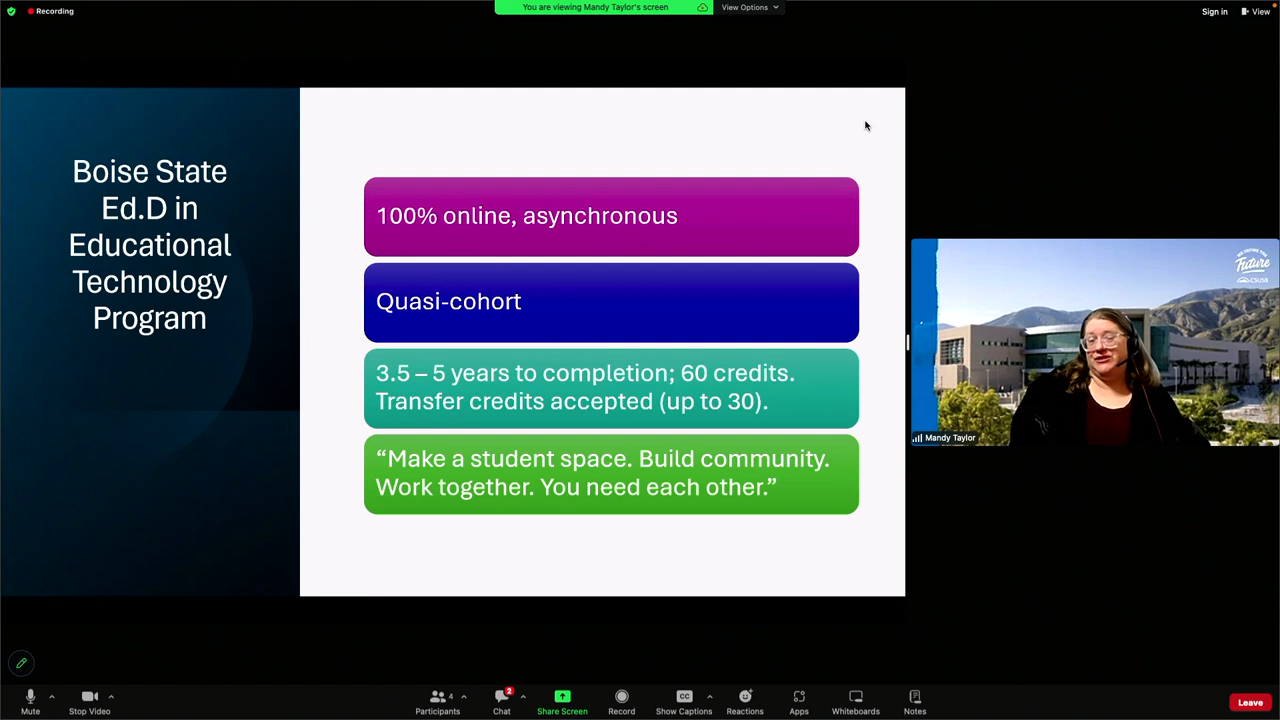 Recording
You are viewing Mandy Taylor's screen
View Options
Sign in
View
Boise State
Ed.D in
Educational
Technology
Program
100% online, asynchronous
Quasi-cohort
3.5 – 5 years to completion; 60 credits.
Transfer credits accepted (up to 30).
“Make a student space. Build community.
Work together. You need each other.”
Future
CSUSB
Mandy Taylor
Mute
Stop Video
4
Participants
2
Chat
Share Screen
Record
CC
Show Captions
Reactions
Apps
Whiteboards
Notes
Leave